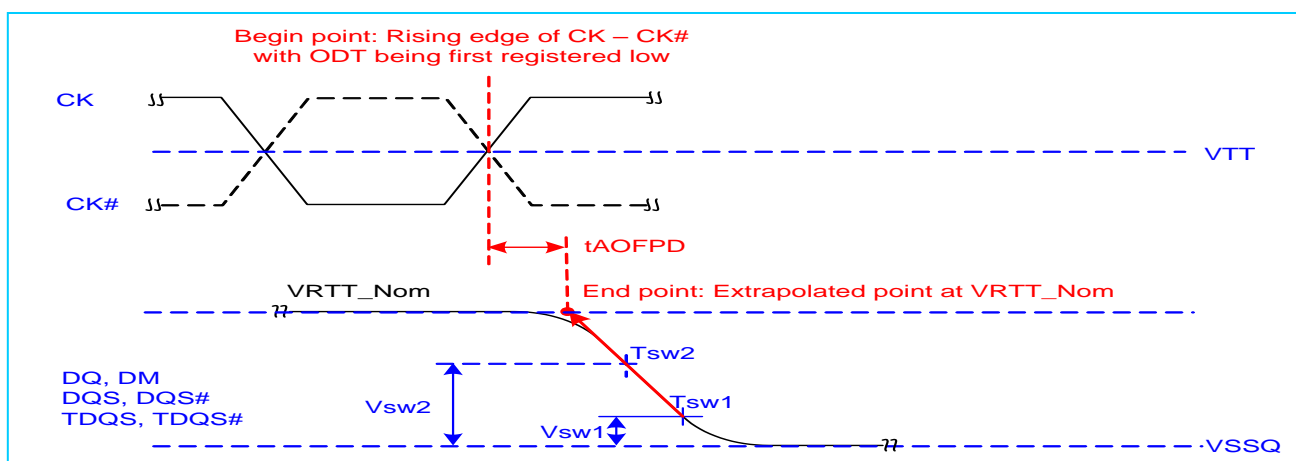 Begin point: Rising edge of CK – CK#
with ODT being first registered low
CK
VTT
CK#
tAOFPD
VRTT_Nom
End point: Extrapolated point at VRTT_Nom
Tsw2
DQ, DM
DQS, DQS#
TDQS, TDQS#
Vsw2
Tsw1
Vsw1
VSSQ